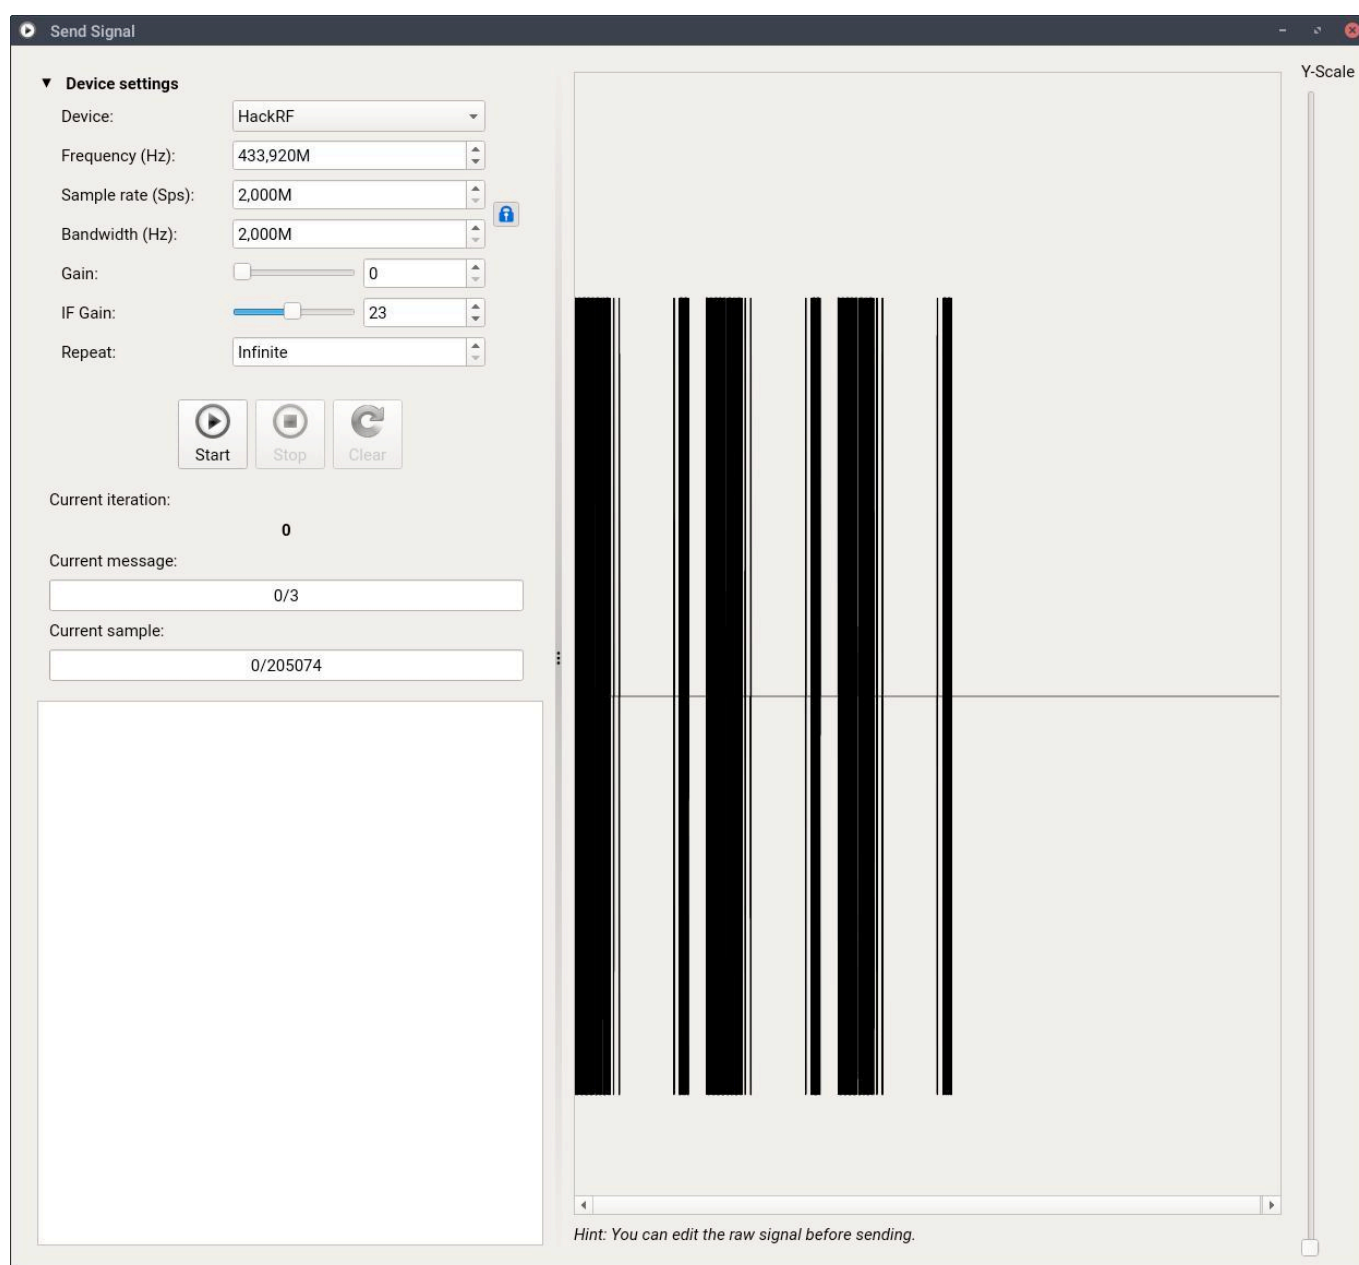 Send Signal
Y-Scale
Device settings
Device: HackRF
Frequency (Hz): 433,920M
Sample rate (Sps): 2,000M
Bandwidth (Hz): 2,000M
Gain: 0
IF Gain: 23
Repeat: Infinite
Start Stop Clear
Current iteration:
0
Current message:
0/3
Current sample:
0/205074
Hint: You can edit the raw signal before sending.